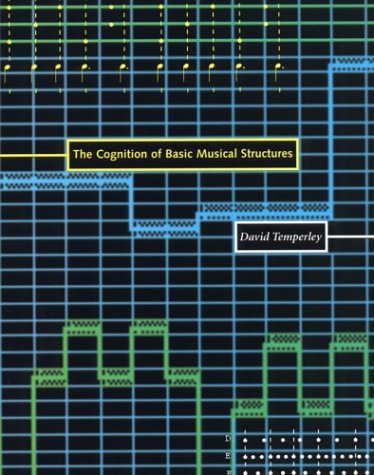 The Cognition of Basic Musical Structures
David Temperley
D
E
F